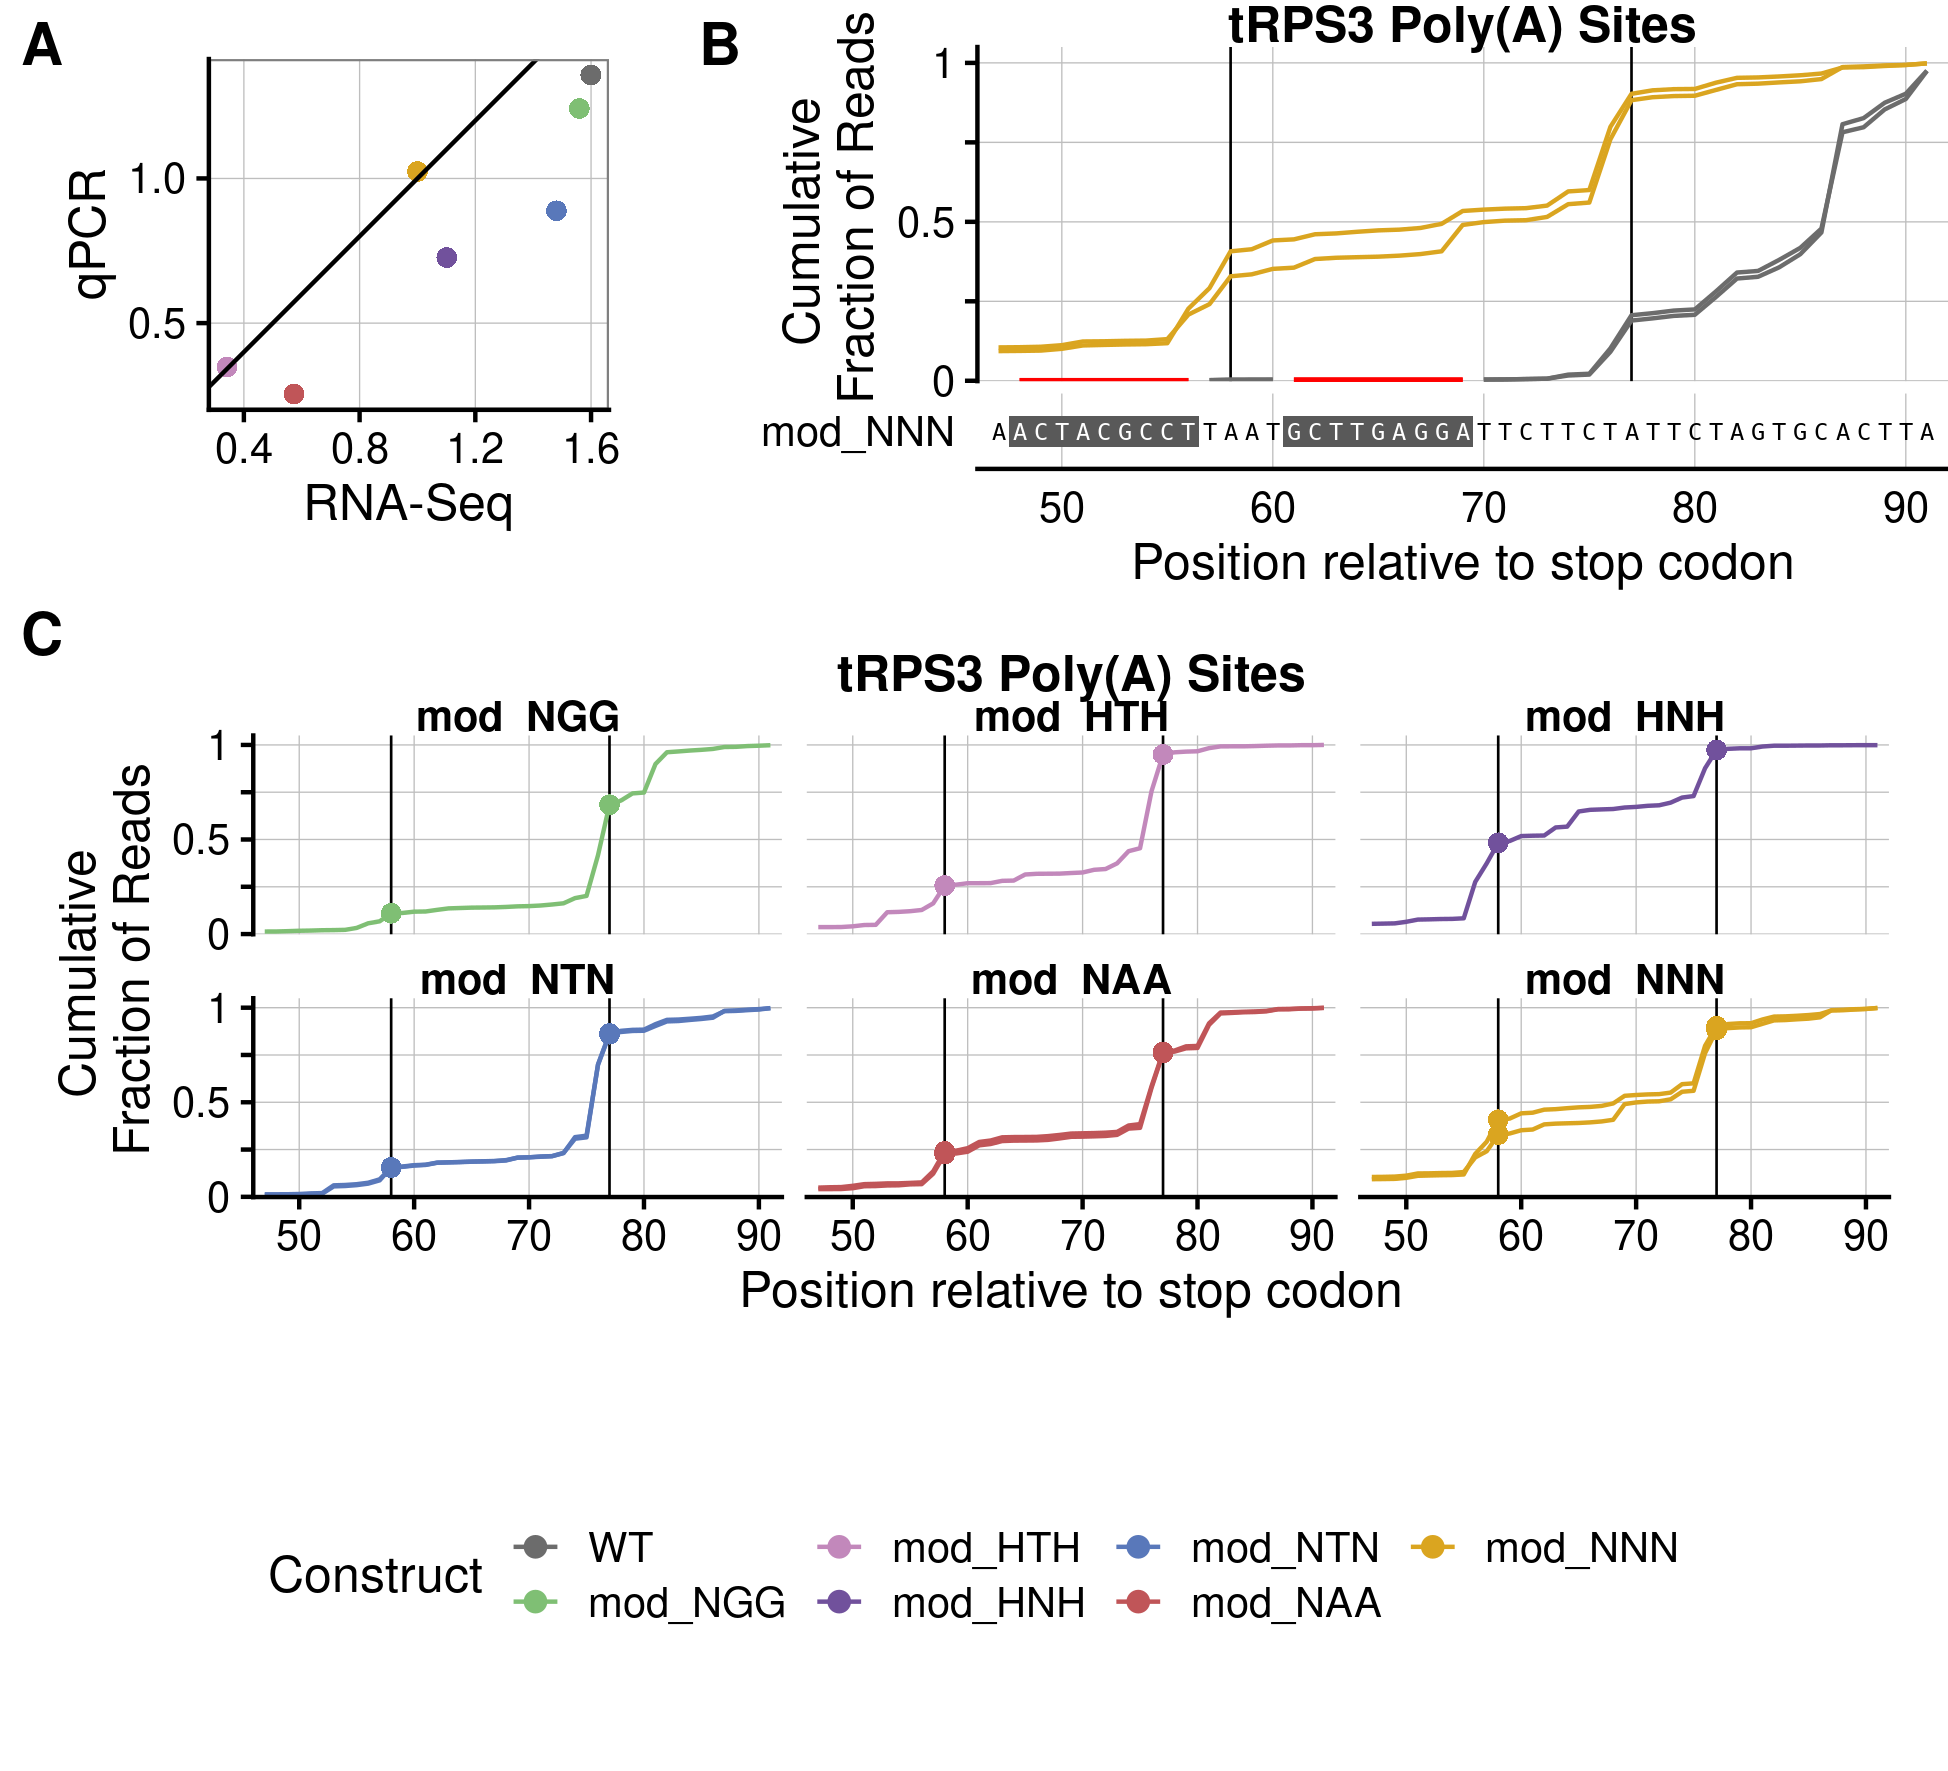 A
qPCR
1.0
0.5
0.4 0.8 1.2 1.6
RNA-Seq
B
tRPS3 Poly(A) Sites
Cumulative
Fraction of Reads
1
0.5
0
mod_NNN AACTACGCCTTAATGCTTGAGGATTCTTCTATTCTAGTGCACTTA
50 60 70 80 90
Position relative to stop codon
C
tRPS3 Poly(A) Sites
Cumulative
Fraction of Reads
mod NGG mod HTH mod HNH
1
0.5
0
mod NTN mod NAA mod NNN
1
0.5
0
50 60 70 80 90 50 60 70 80 90 50 60 70 80 90
Position relative to stop codon
Construct
WT mod_HTH mod_NTN mod_NNN
mod_NGG mod_HNH mod_NAA